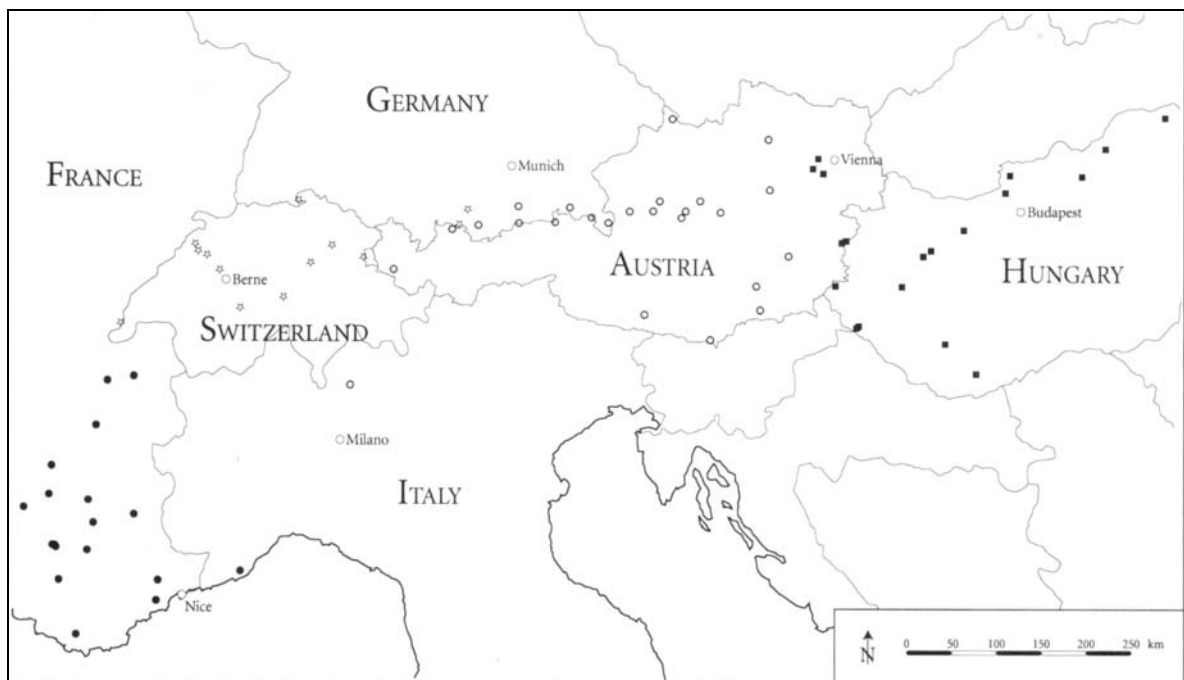 GERMANY
FRANCE
Munich
Vienna
Budapest
AUSTRIA
HUNGARY
Berne
SWITZERLAND
Milano
ITALY
Nice
N
0 50 100 150 200 250 km